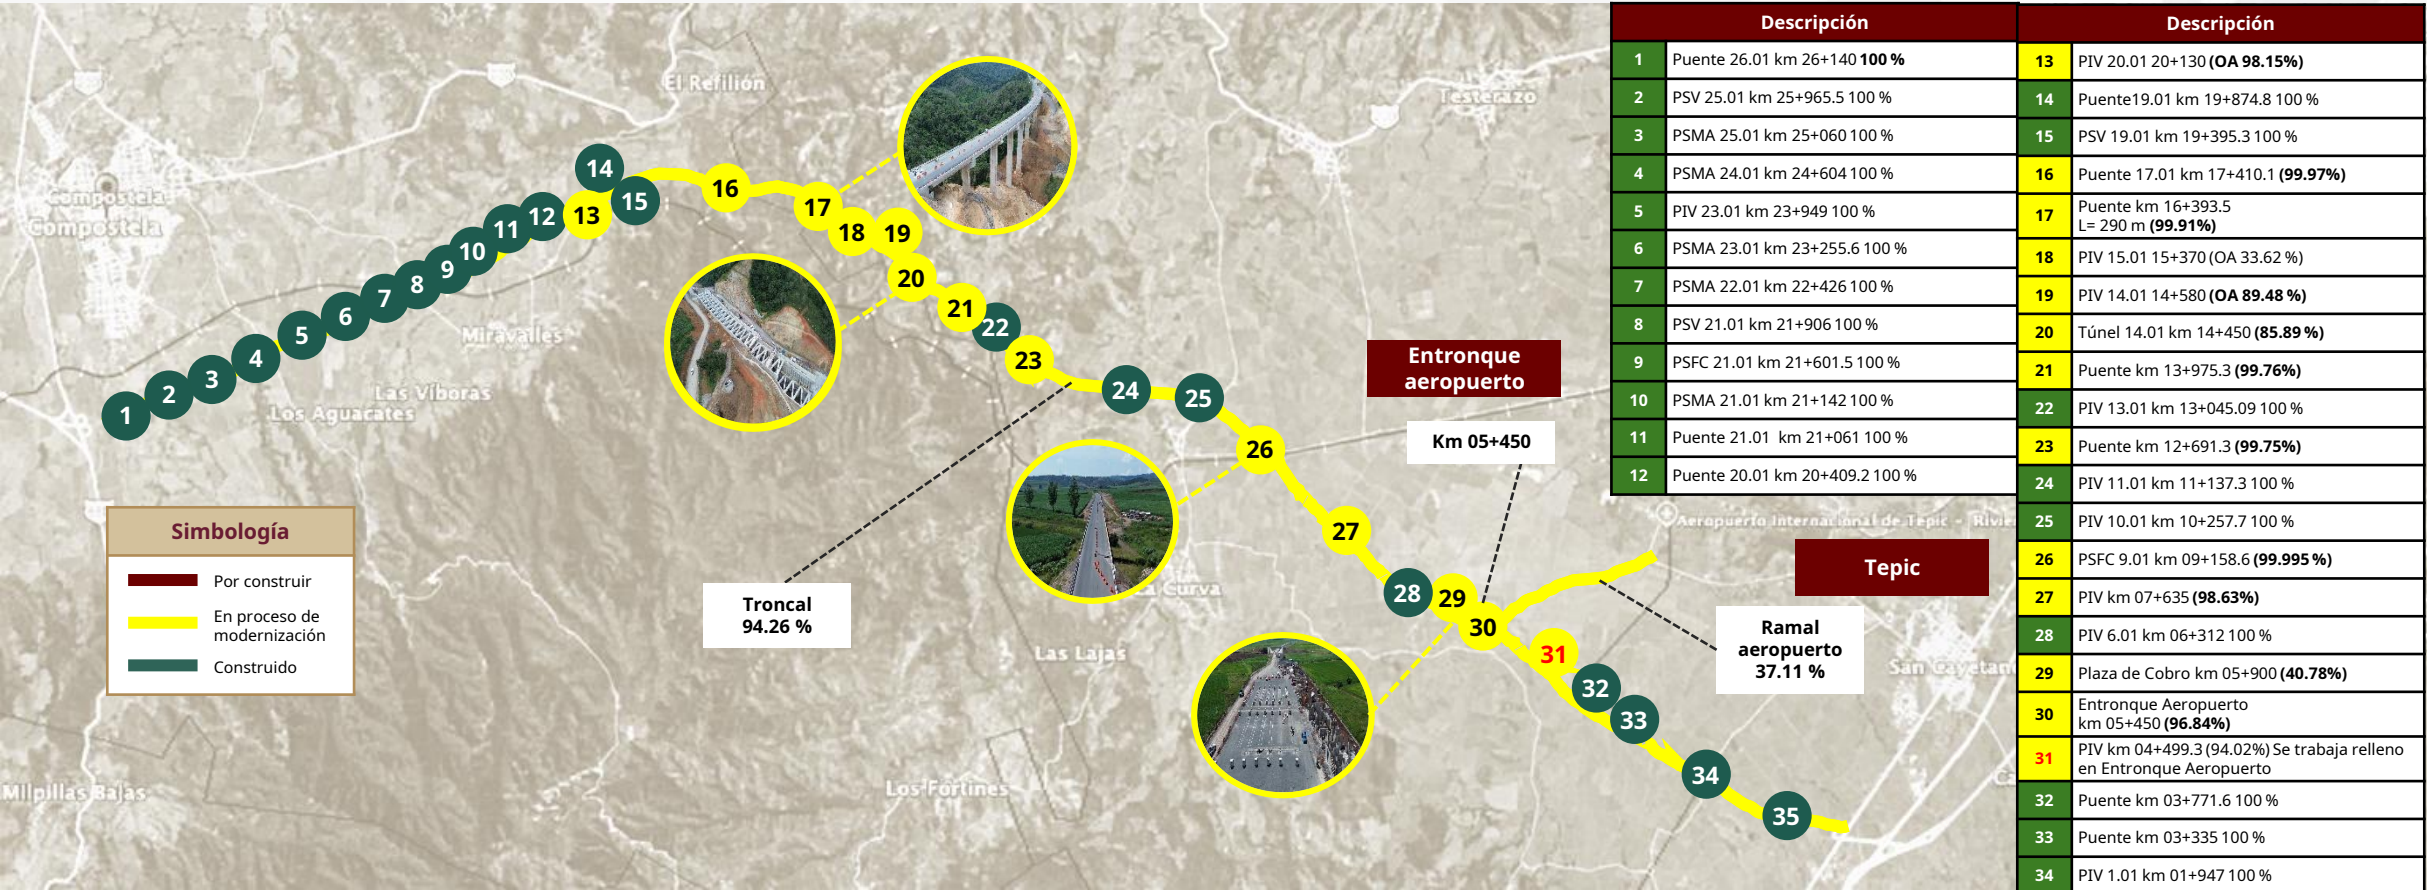 El Refilión
Testerazo
Compostela
Compostela
Miravalles
Las Víboras
Los Aguacates
La Curva
Las Lajas
Los Fortines
Milpillas Bajas
Aeropuerto Internacional de Tepic - Rivier
San Cayetano
1
2
3
4
5
6
7
8
9
10
11
12
13
14
15
16
17
18
19
20
21
22
23
24
25
26
27
28
29
30
31
32
33
34
35
Entronque
aeropuerto
Km 05+450
Tepic
Troncal
94.26 %
Ramal
aeropuerto
37.11 %
Simbología
Por construir
En proceso de
modernización
Construido
Descripción
1 Puente 26.01 km 26+140 100 %
2 PSV 25.01 km 25+965.5 100 %
3 PSMA 25.01 km 25+060 100 %
4 PSMA 24.01 km 24+604 100 %
5 PIV 23.01 km 23+949 100 %
6 PSMA 23.01 km 23+255.6 100 %
7 PSMA 22.01 km 22+426 100 %
8 PSV 21.01 km 21+906 100 %
9 PSFC 21.01 km 21+601.5 100 %
10 PSMA 21.01 km 21+142 100 %
11 Puente 21.01 km 21+061 100 %
12 Puente 20.01 km 20+409.2 100 %
Descripción
13 PIV 20.01 20+130 (OA 98.15%)
14 Puente19.01 km 19+874.8 100 %
15 PSV 19.01 km 19+395.3 100 %
16 Puente 17.01 km 17+410.1 (99.97%)
17 Puente km 16+393.5
L= 290 m (99.91%)
18 PIV 15.01 15+370 (OA 33.62 %)
19 PIV 14.01 14+580 (OA 89.48 %)
20 Túnel 14.01 km 14+450 (85.89 %)
21 Puente km 13+975.3 (99.76%)
22 PIV 13.01 km 13+045.09 100 %
23 Puente km 12+691.3 (99.75%)
24 PIV 11.01 km 11+137.3 100 %
25 PIV 10.01 km 10+257.7 100 %
26 PSFC 9.01 km 09+158.6 (99.995 %)
27 PIV km 07+635 (98.63%)
28 PIV 6.01 km 06+312 100 %
29 Plaza de Cobro km 05+900 (40.78%)
30 Entronque Aeropuerto
km 05+450 (96.84%)
31 PIV km 04+499.3 (94.02%) Se trabaja relleno
en Entronque Aeropuerto
32 Puente km 03+771.6 100 %
33 Puente km 03+335 100 %
34 PIV 1.01 km 01+947 100 %